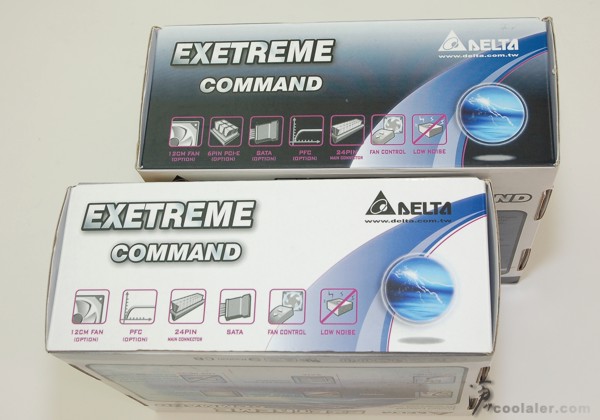 EXETREME
COMMAND
DELTA
www.delta.com.tw
12CM FAN
(OPTION)
6PIN PCI-E
(OPTION)
SATA
(OPTION)
PFC
(OPTION)
24PIN
MAIN CONNECTOR
FAN CONTROL
LOW NOISE
EXETREME
COMMAND
DELTA
www.delta.com.tw
12CM FAN
(OPTION)
PFC
(OPTION)
24PIN
MAIN CONNECTOR
SATA
FAN CONTROL
LOW NOISE
coolaler.com